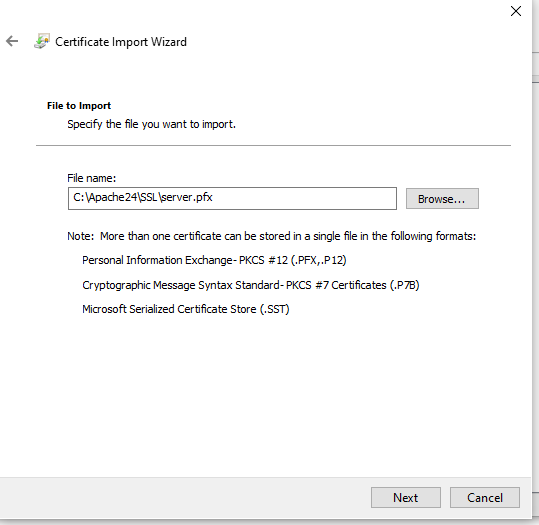 Certificate Import Wizard
File to Import
Specify the file you want to import.
File name:
C:\Apache24\SSL\server.pfx
Browse...
Note: More than one certificate can be stored in a single file in the following formats:
Personal Information Exchange- PKCS #12 (.PFX,.P12)
Cryptographic Message Syntax Standard- PKCS #7 Certificates (.P7B)
Microsoft Serialized Certificate Store (.SST)
Next
Cancel